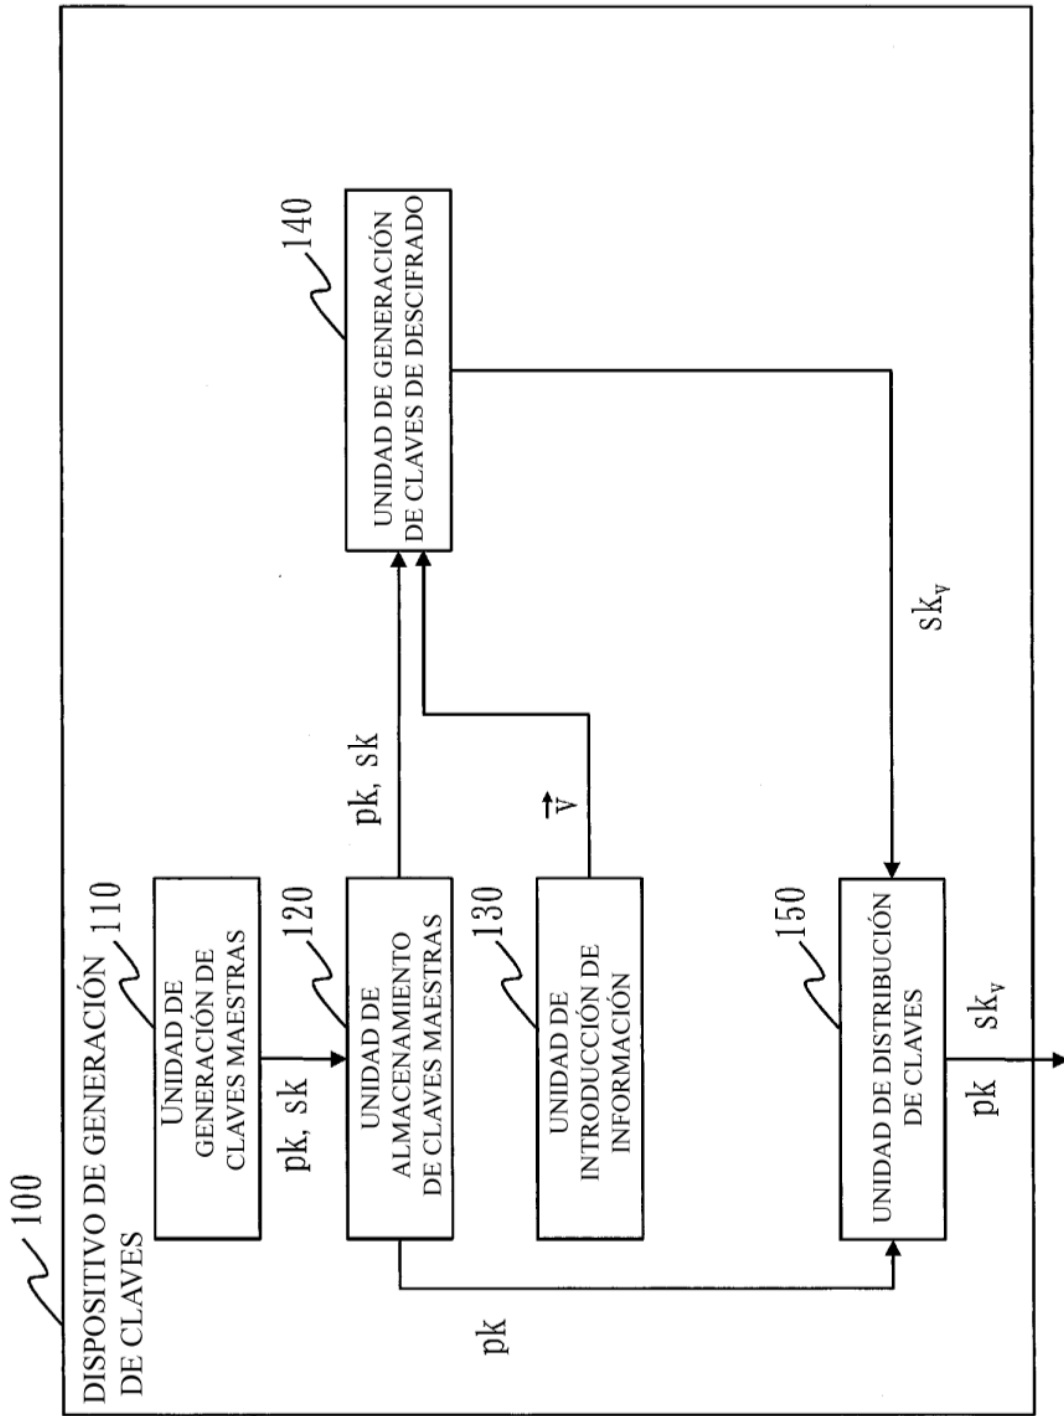 100
DISPOSITIVO DE GENERACIÓN
DE CLAVES
110
UNIDAD DE
GENERACIÓN DE
CLAVES MAESTRAS
pk, sk
120
UNIDAD DE
ALMACENAMIENTO
DE CLAVES MAESTRAS
pk, sk
140
UNIDAD DE GENERACIÓN
DE CLAVES DE DESCIFRADO
130
UNIDAD DE
INTRODUCCIÓN DE
INFORMACIÓN
v⃗
pk
skᵥ
150
UNIDAD DE DISTRIBUCIÓN
DE CLAVES
pk
skᵥ